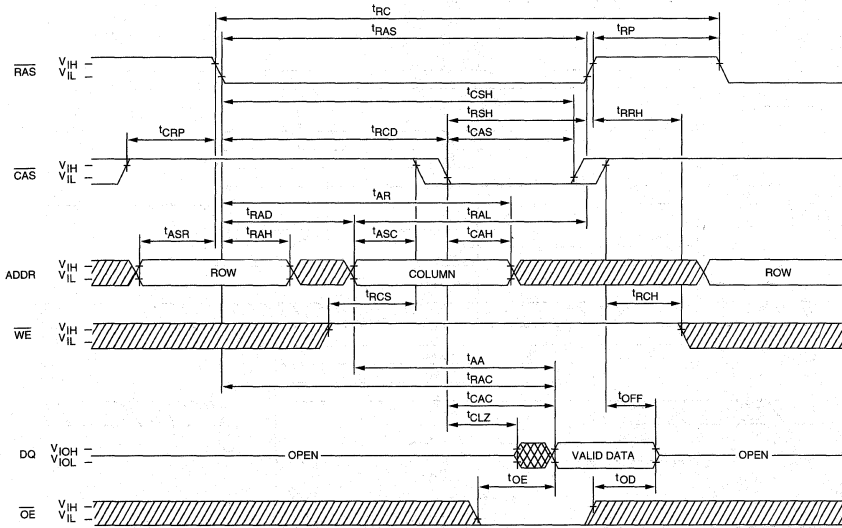 tRC
tRAS
tRP
RAS
VIH
VIL
tCSH
tRSH
tRRH
tCRP
tRCD
tCAS
CAS
VIH
VIL
tAR
tRAD
tRAL
tASR
tRAH
tASC
tCAH
ADDR
VIH
VIL
ROW
COLUMN
ROW
tRCS
tRCH
WE
VIH
VIL
tAA
tRAC
tCAC
tOFF
tCLZ
DQ
VIOH
VIOL
OPEN
VALID DATA
OPEN
tOE
tOD
OE
VIH
VIL